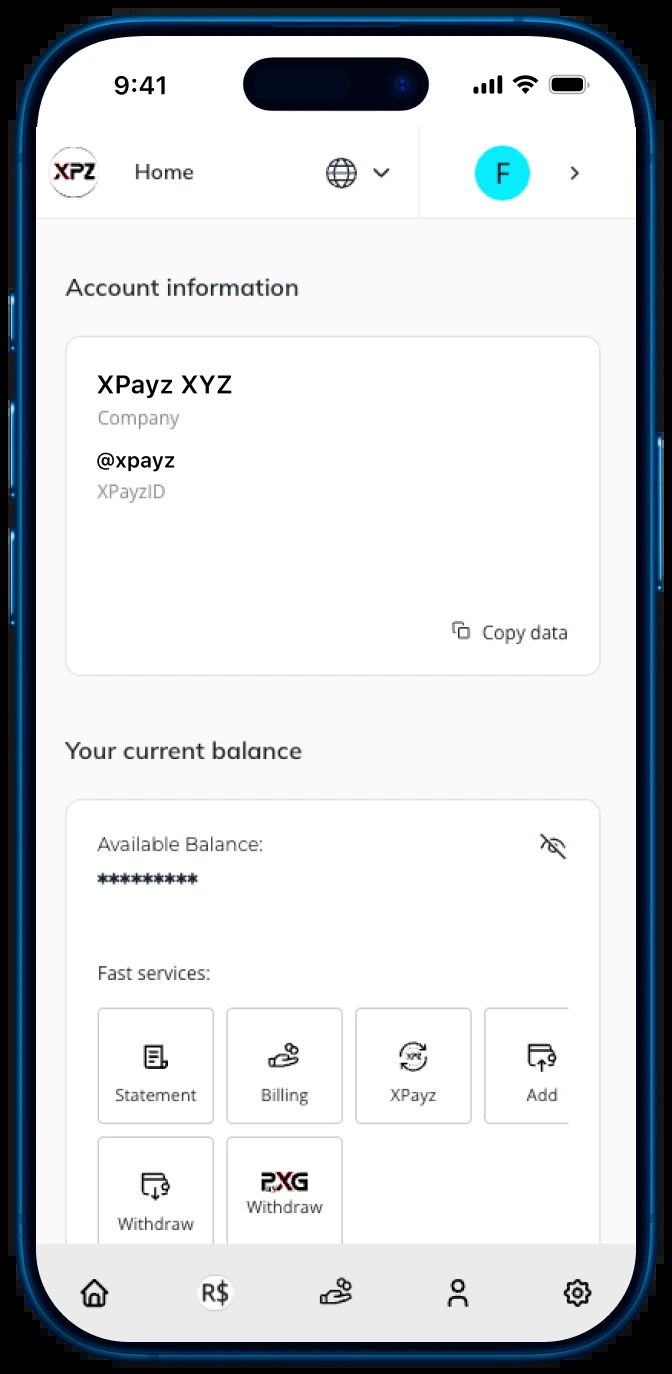 9:41
XPZ
Home
F
Account information
XPayz XYZ
Company
@xpayz
XPayzID
Copy data
Your current balance
Available Balance:
*********
Fast services:
Statement
Billing
XPZ
XPayz
Add
Withdraw
PXG
Withdraw
R$